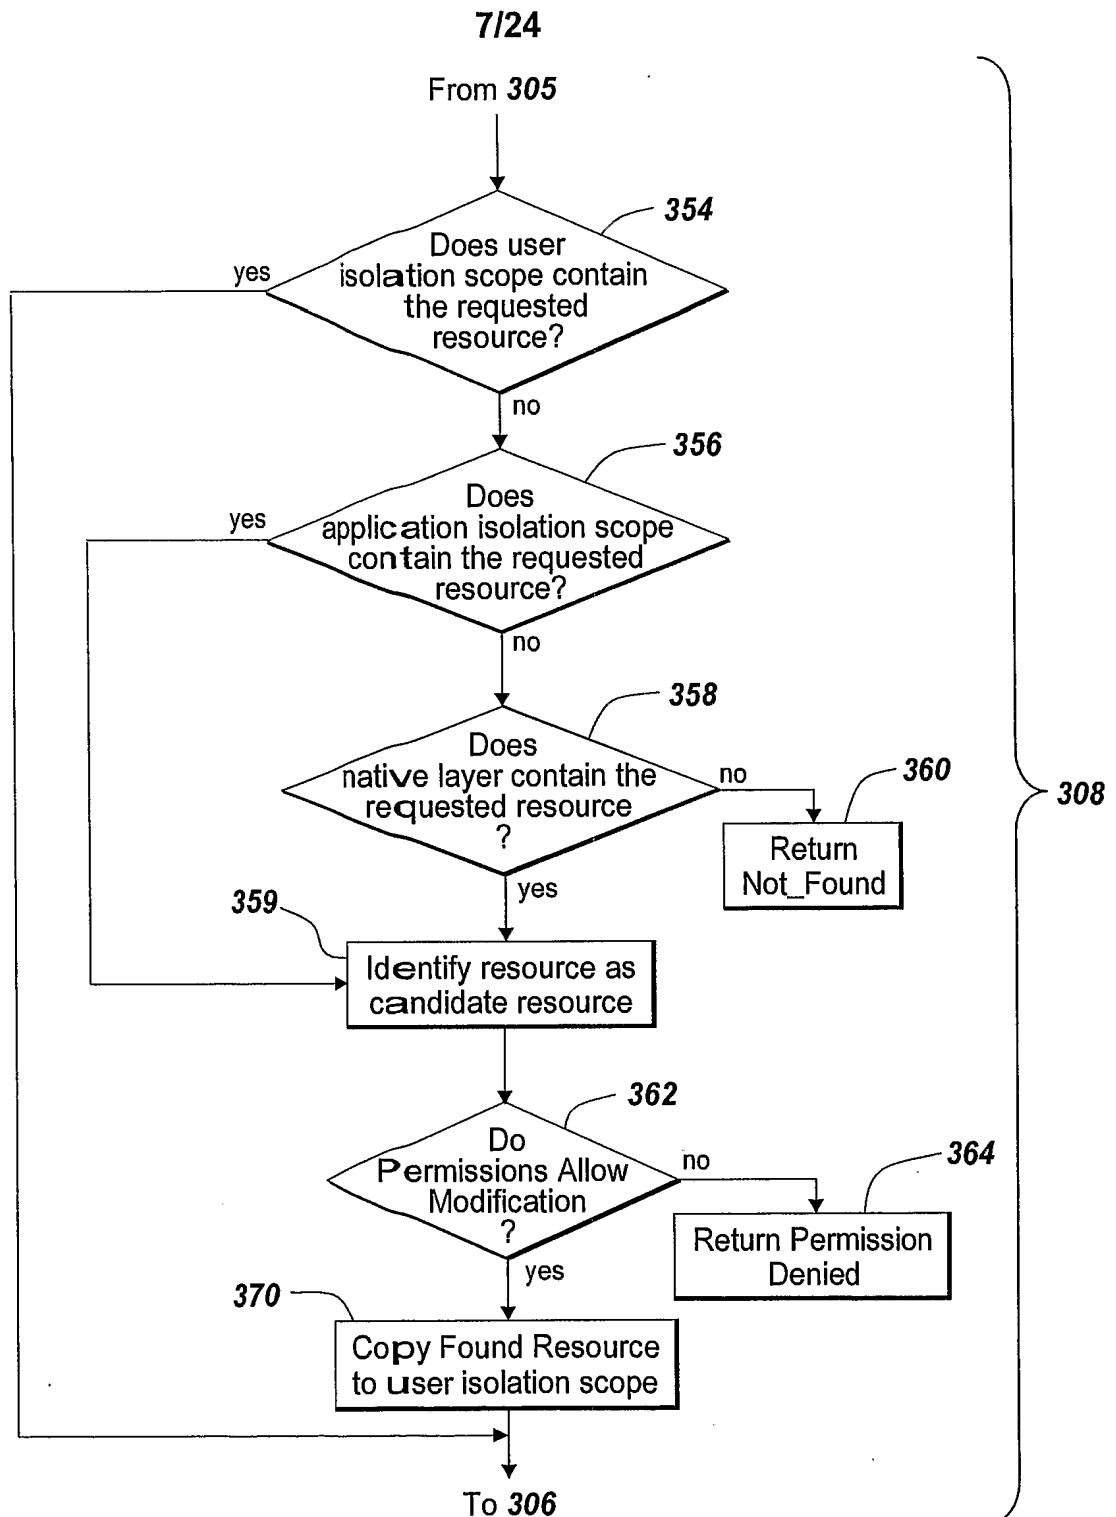 7/24
From 305
354
Does user
isolation scope contain
the requested
resource?
yes
no
356
Does
application isolation scope
contain the requested
resource?
yes
no
358
Does
native layer contain the
requested resource
?
no
360
Return
Not_Found
308
yes
359
Identify resource as
candidate resource
362
Do
Permissions Allow
Modification
?
no
364
Return Permission
Denied
yes
370
Copy Found Resource
to user isolation scope
To 306